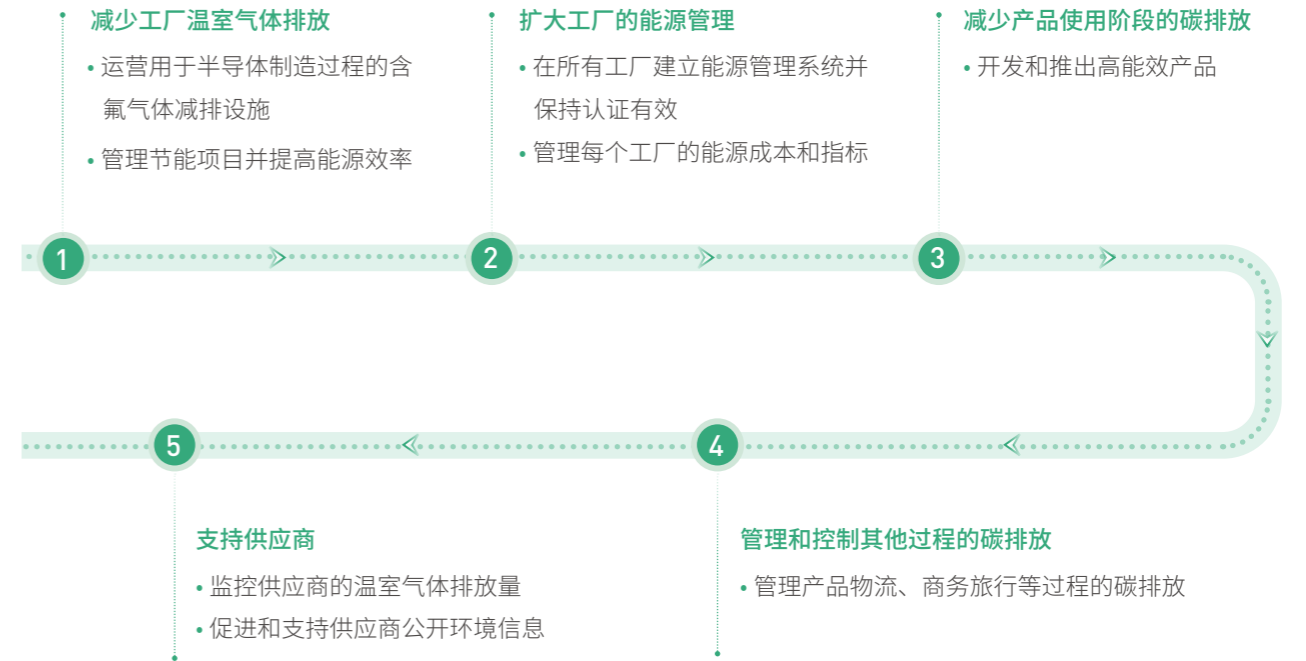 减少工厂温室气体排放
• 运营用于半导体制造过程的含
氟气体减排设施
• 管理节能项目并提高能源效率
扩大工厂的能源管理
• 在所有工厂建立能源管理系统并
保持认证有效
• 管理每个工厂的能源成本和指标
减少产品使用阶段的碳排放
• 开发和推出高能效产品
1
2
3
4
管理和控制其他过程的碳排放
• 管理产品物流、商务旅行等过程的碳排放
5
支持供应商
• 监控供应商的温室气体排放量
• 促进和支持供应商公开环境信息